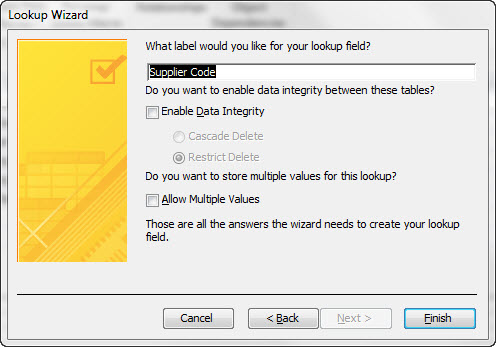 Lookup Wizard
What label would you like for your lookup field?
Supplier Code
Do you want to enable data integrity between these tables?
Enable Data Integrity
Cascade Delete
Restrict Delete
Do you want to store multiple values for this lookup?
Allow Multiple Values
Those are all the answers the wizard needs to create your lookup
field.
Cancel
< Back
Next >
Finish